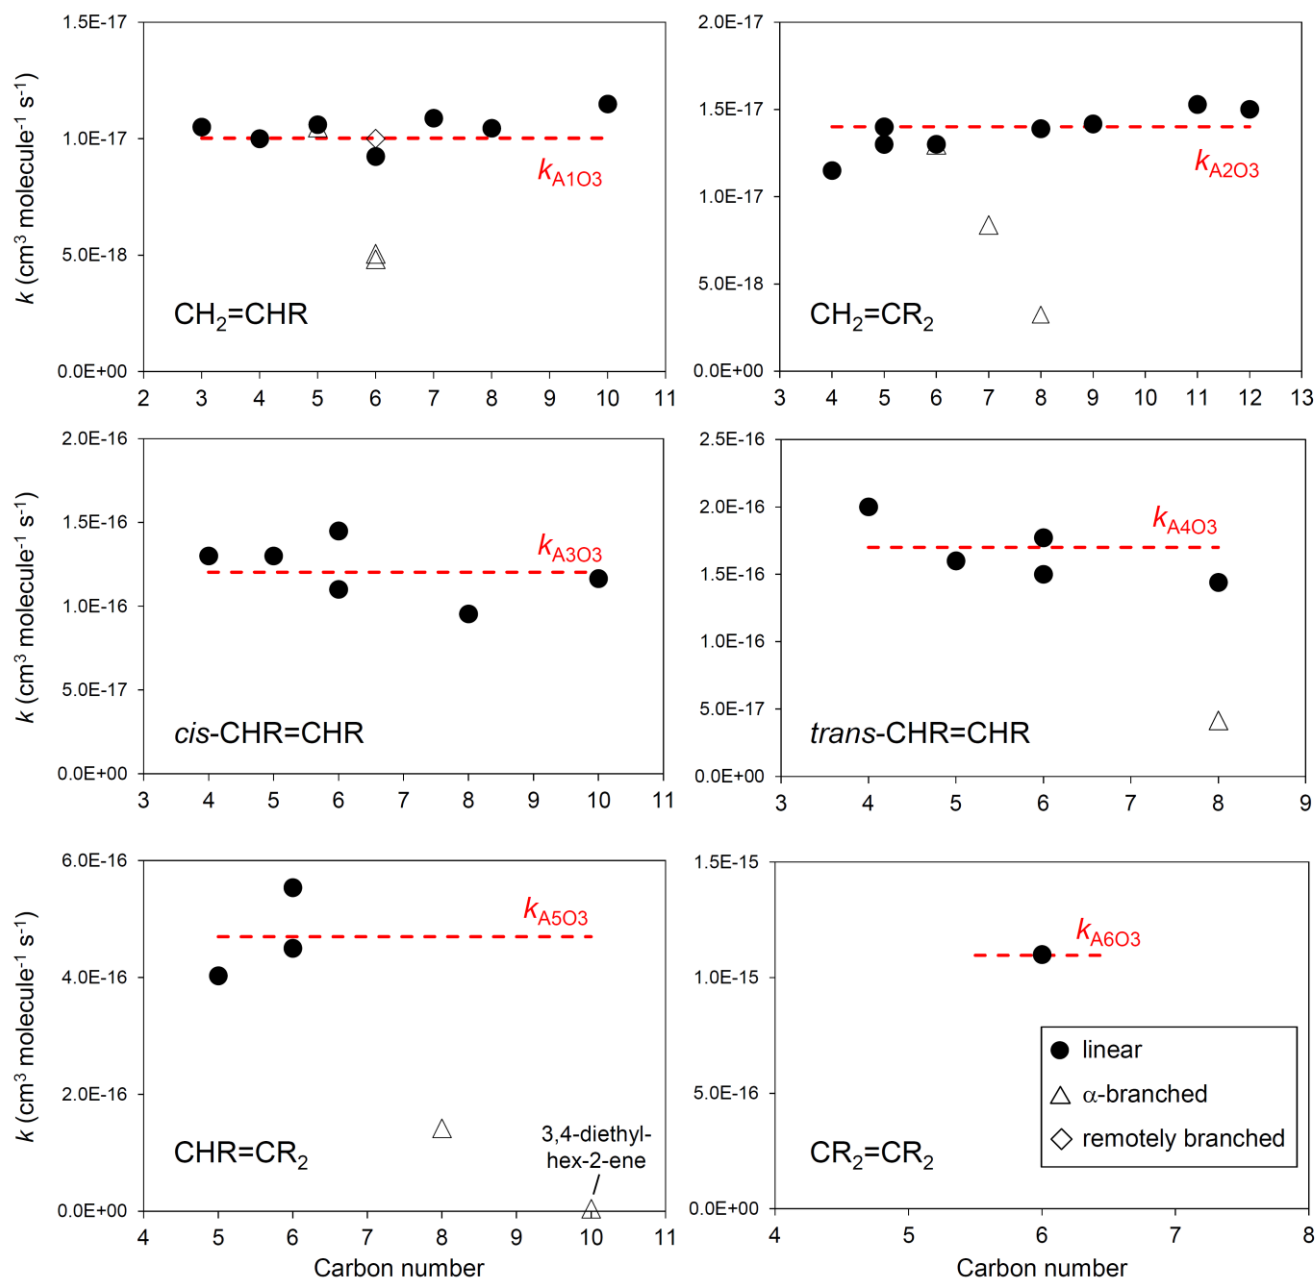 k (cm³ molecule⁻¹ s⁻¹)
1.5E-17
1.0E-17
5.0E-18
0.0E+00
2 3 4 5 6 7 8 9 10 11
k_A1O3
CH₂=CHR
2.0E-17
1.5E-17
1.0E-17
5.0E-18
0.0E+00
3 4 5 6 7 8 9 10 11 12 13
k_A2O3
CH₂=CR₂
k (cm³ molecule⁻¹ s⁻¹)
2.0E-16
1.5E-16
1.0E-16
5.0E-17
0.0E+00
3 4 5 6 7 8 9 10 11
k_A3O3
cis-CHR=CHR
2.5E-16
2.0E-16
1.5E-16
1.0E-16
5.0E-17
0.0E+00
3 4 5 6 7 8 9
k_A4O3
trans-CHR=CHR
k (cm³ molecule⁻¹ s⁻¹)
6.0E-16
4.0E-16
2.0E-16
0.0E+00
4 5 6 7 8 9 10 11
k_A5O3
3,4-diethyl-
hex-2-ene
CHR=CR₂
Carbon number
1.5E-15
1.0E-15
5.0E-16
0.0E+00
4 5 6 7 8
k_A6O3
linear
α-branched
remotely branched
CR₂=CR₂
Carbon number